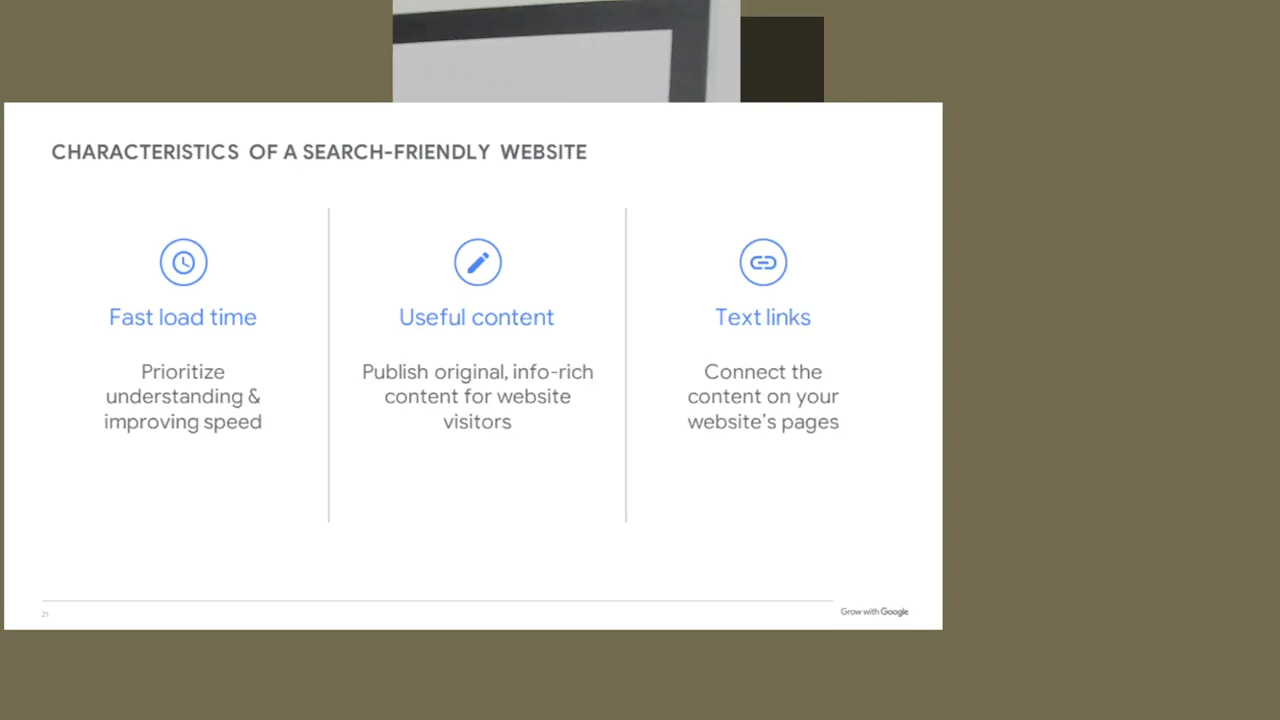 CHARACTERISTICS OF A SEARCH-FRIENDLY WEBSITE
Fast load time
Prioritize
understanding &
improving speed
Useful content
Publish original, info-rich
content for website
visitors
Text links
Connect the
content on your
website's pages
21
Grow with Google